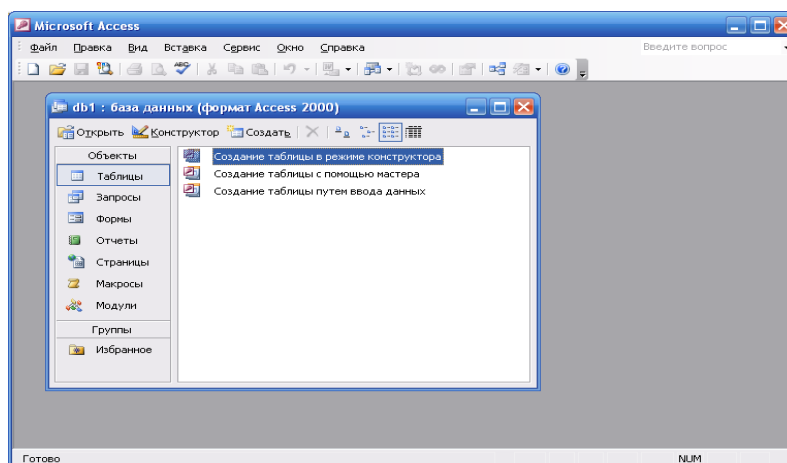 Microsoft Access
Файл Правка Вид Вставка Сервис Окно Справка Введите вопрос
db1 : база данных (формат Access 2000)
Открыть Конструктор Создать
Объекты
Таблицы
Запросы
Формы
Отчеты
Страницы
Макросы
Модули
Группы
Избранное
Создание таблицы в режиме конструктора
Создание таблицы с помощью мастера
Создание таблицы путем ввода данных
Готово NUM